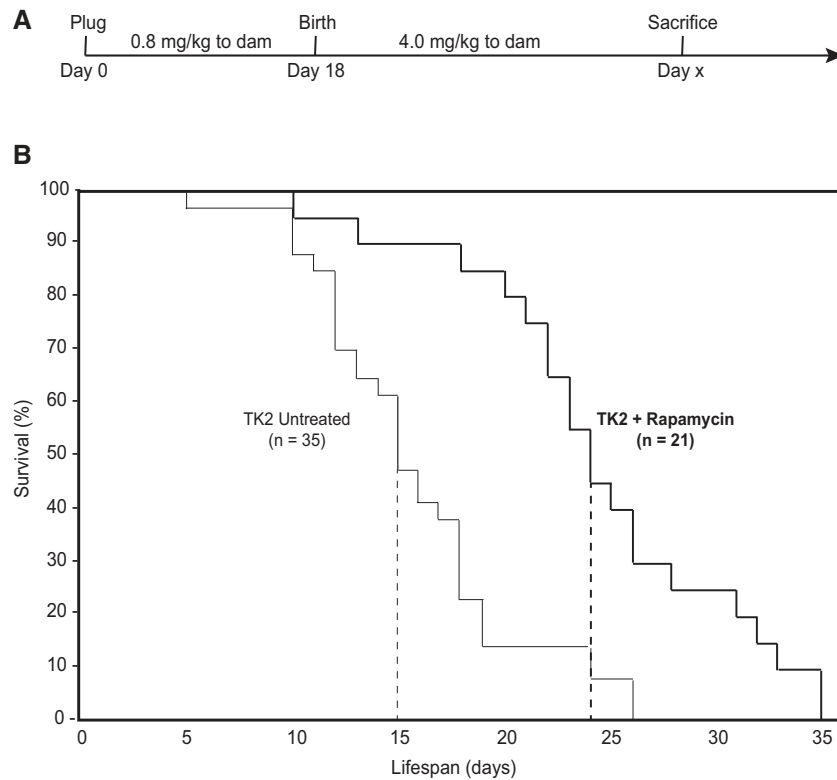 A
Plug
Birth
Sacrifice
0.8 mg/kg to dam
4.0 mg/kg to dam
Day 0
Day 18
Day x
B
100
90
80
70
60
50
40
30
20
10
0
Survival (%)
TK2 Untreated
(n = 35)
TK2 + Rapamycin
(n = 21)
0 5 10 15 20 25 30 35
Lifespan (days)